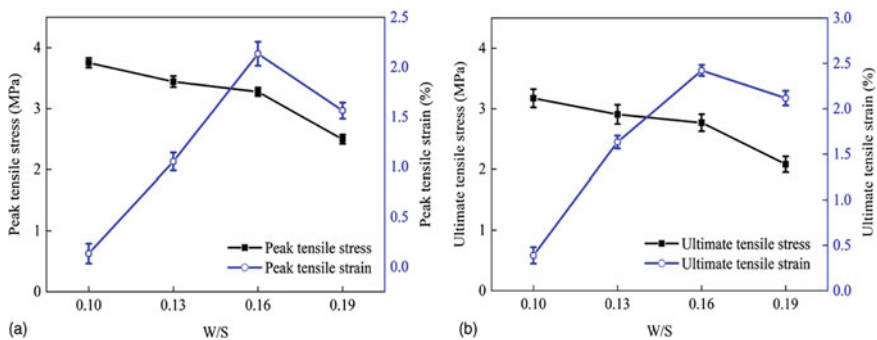 Peak tensile stress (MPa)
4
3
2
1
0
2.5
2.0
1.5
1.0
0.5
0.0
Peak tensile strain (%)
Peak tensile stress
Peak tensile strain
0.10 0.13 0.16 0.19
(a) W/S
Ultimate tensile stress (MPa)
4
3
2
1
0
3.0
2.5
2.0
1.5
1.0
0.5
0.0
Ultimate tensile strain (%)
Ultimate tensile stress
Ultimate tensile strain
0.10 0.13 0.16 0.19
(b) W/S